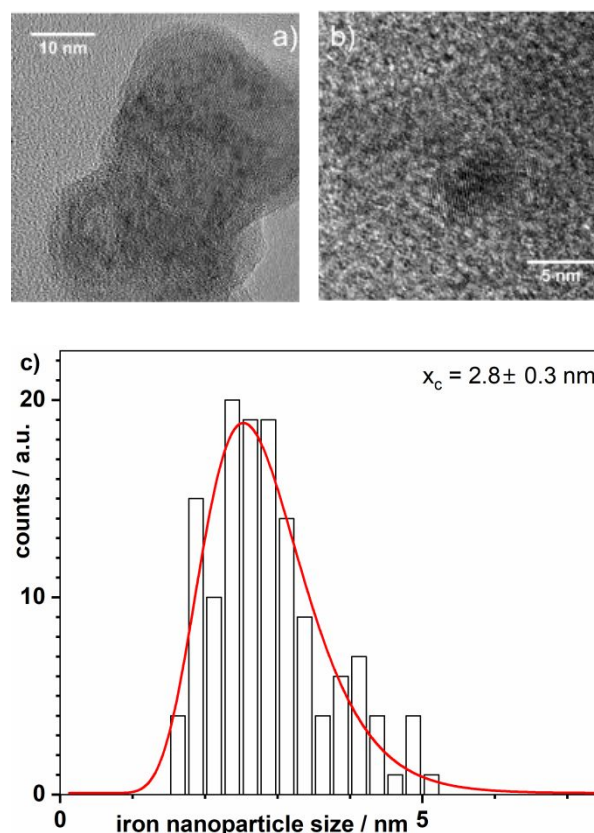 10 nm
a)
b)
5 nm
c)
x_c = 2.8± 0.3 nm
20
10
0
counts / a.u.
0
5
iron nanoparticle size / nm